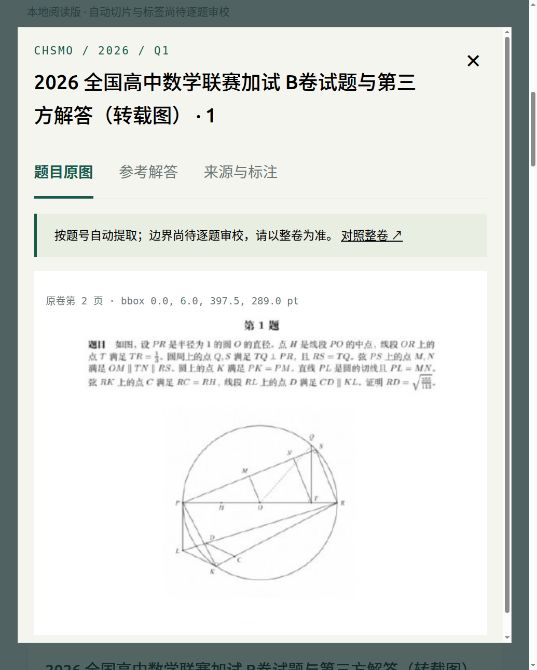 本地阅读版 · 自动切片与标签尚待逐题审校
CHSMO / 2026 / Q1
✕
2026 全国高中数学联赛加试 B卷试题与第三
方解答（转载图）· 1
题目原图 参考解答 来源与标注
按题号自动提取；边界尚待逐题审校，请以整卷为准。 对照整卷 ↗
原卷第 2 页 · bbox 0.0, 6.0, 397.5, 289.0 pt
第 1 题
题目 如图，设 PR 是半径为 1 的圆 O 的直径，点 H 是线段 PO 的中点，线段 OR 上的
点 T 满足 TR = 1/3。圆周上的点 Q, S 满足 TQ ⊥ PR，且 RS = TQ。弦 PS 上的点 M, N
满足 OM ∥ TN ∥ RS。圆上的点 K 满足 PK = PM。直线 PL 是圆的切线且 PL = MN。
弦 RK 上的点 C 满足 RC = RH，线段 RL 上的点 D 满足 CD ∥ KL。证明 RD = √
Q
S
N
M
P
H
O
T
R
D
L
C
K
2026 全国高中数学联赛加试 B卷试题与第三方解答（转载图）